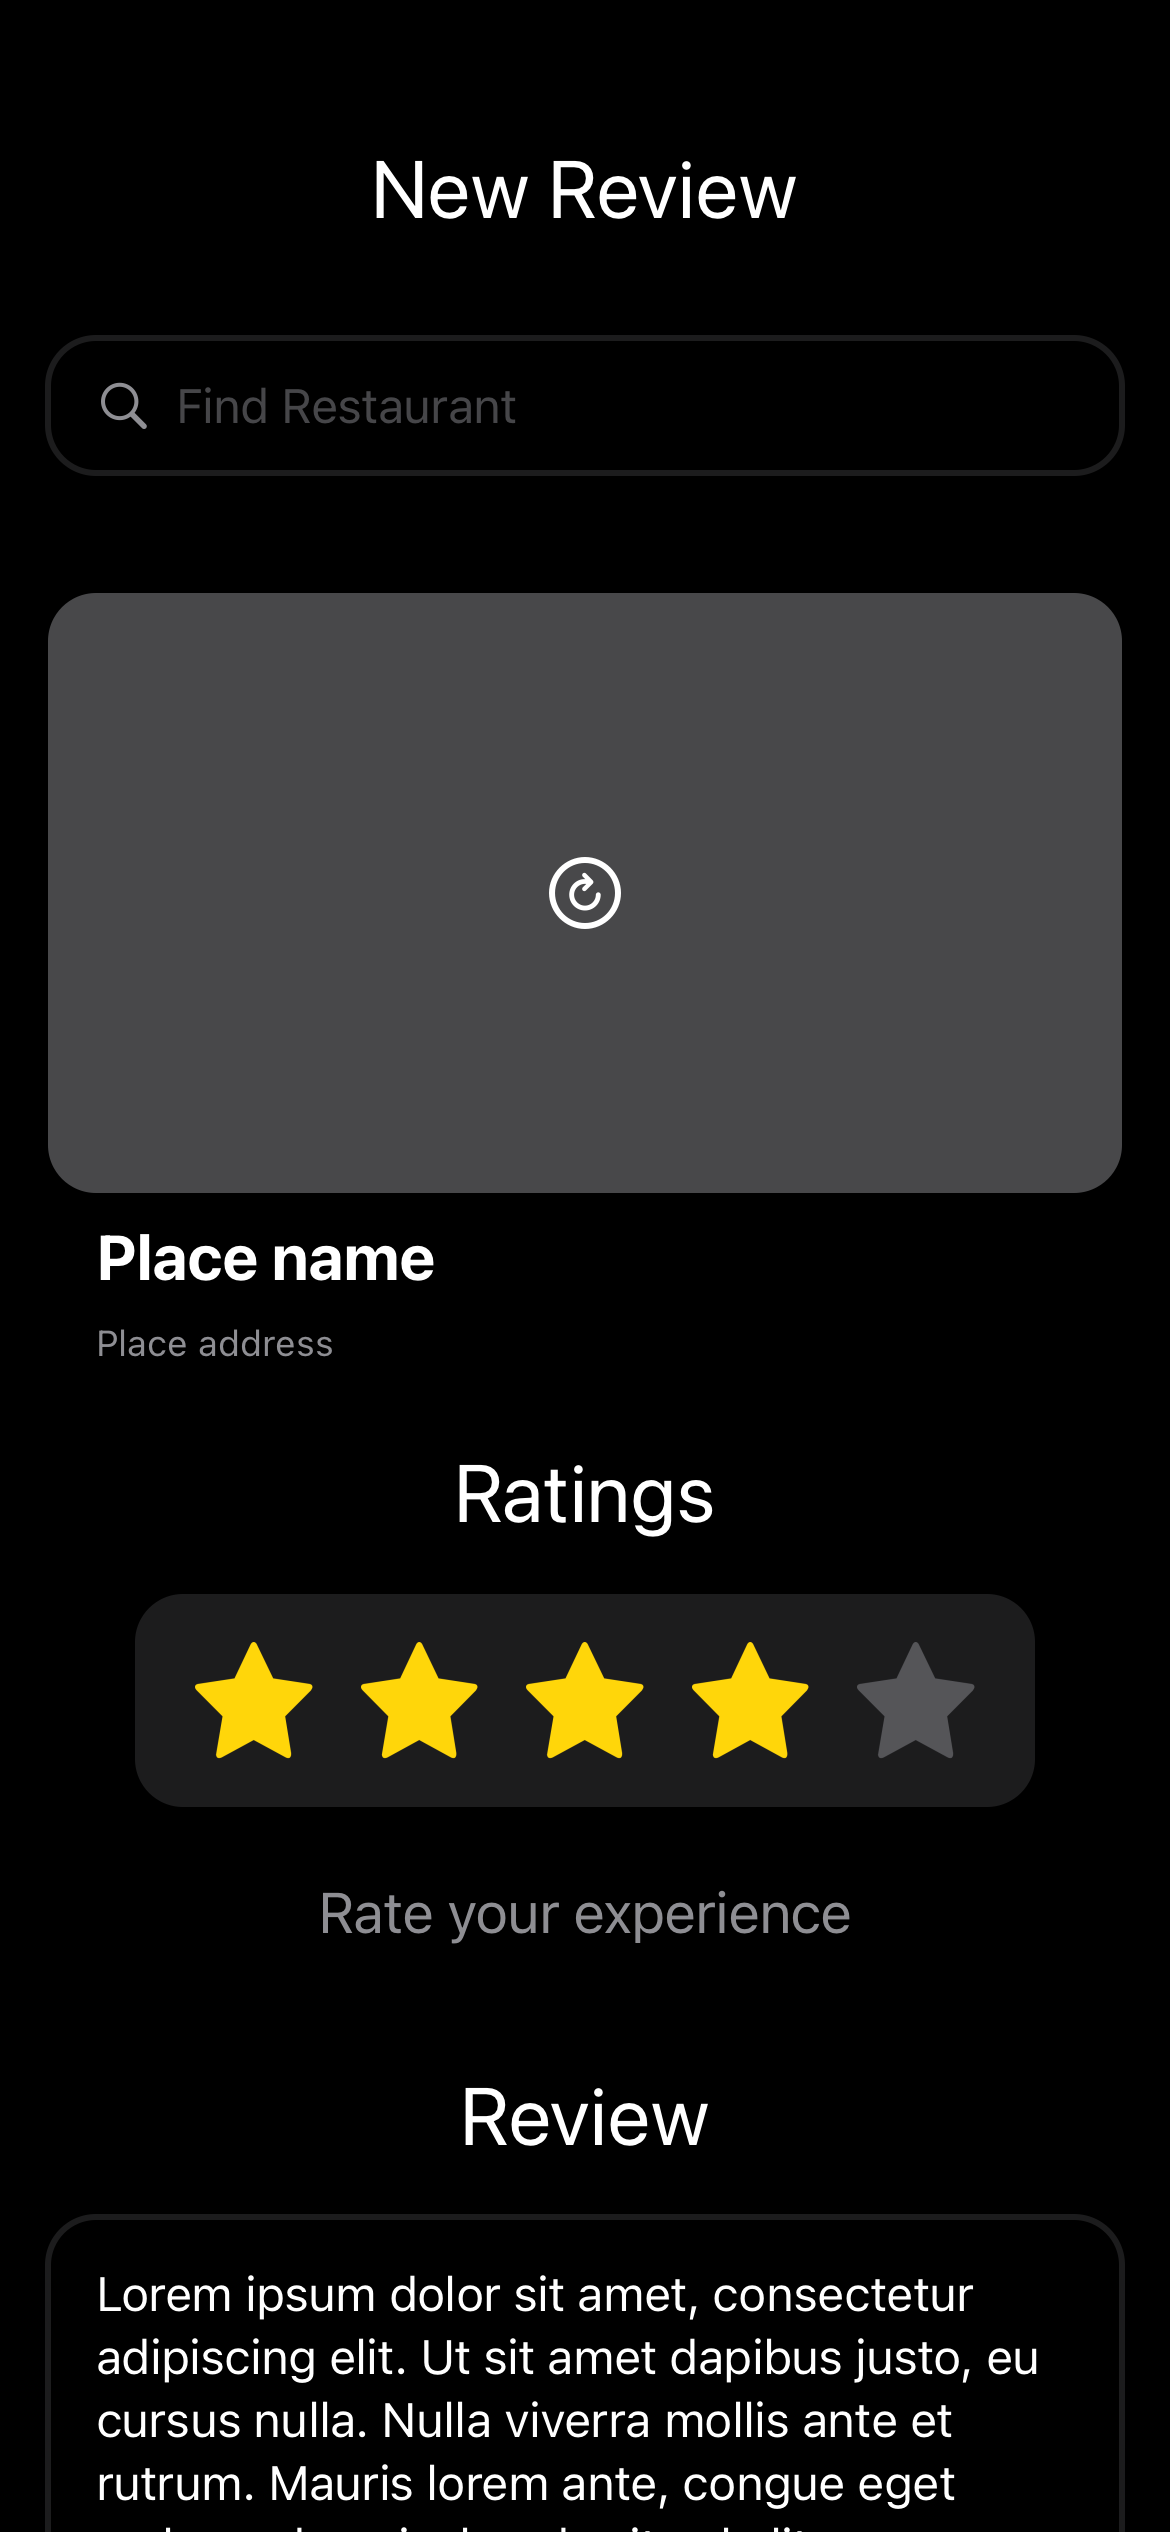 New Review
Find Restaurant
Place name
Place address
Ratings
Rate your experience
Review
Lorem ipsum dolor sit amet, consectetur
adipiscing elit. Ut sit amet dapibus justo, eu
cursus nulla. Nulla viverra mollis ante et
rutrum. Mauris lorem ante, congue eget